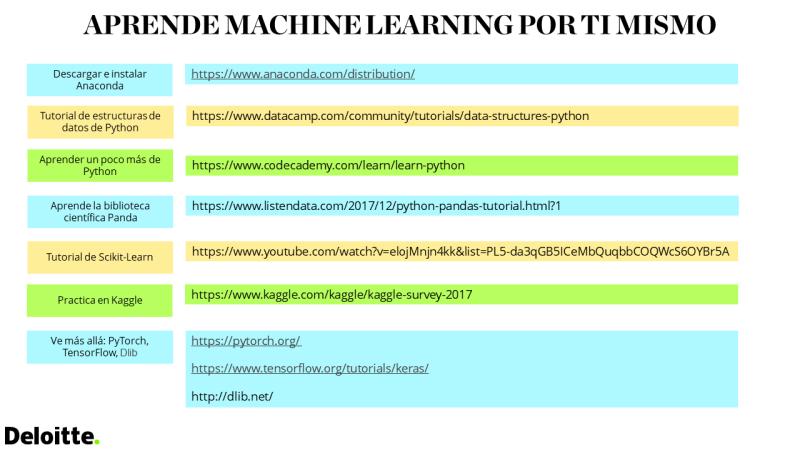 APRENDE MACHINE LEARNING POR TI MISMO
Descargar e instalar
Anaconda
https://www.anaconda.com/distribution/
Tutorial de estructuras de
datos de Python
https://www.datacamp.com/community/tutorials/data-structures-python
Aprender un poco más de
Python
https://www.codecademy.com/learn/learn-python
Aprende la biblioteca
científica Panda
https://www.listendata.com/2017/12/python-pandas-tutorial.html?1
Tutorial de Scikit-Learn
https://www.youtube.com/watch?v=elojMnjn4kk&list=PL5-da3qGB5ICeMbQuqbbCOQWcS6OYBr5A
Practica en Kaggle
https://www.kaggle.com/kaggle/kaggle-survey-2017
Ve más allá: PyTorch,
TensorFlow, Dlib
https://pytorch.org/
https://www.tensorflow.org/tutorials/keras/
http://dlib.net/
Deloitte.